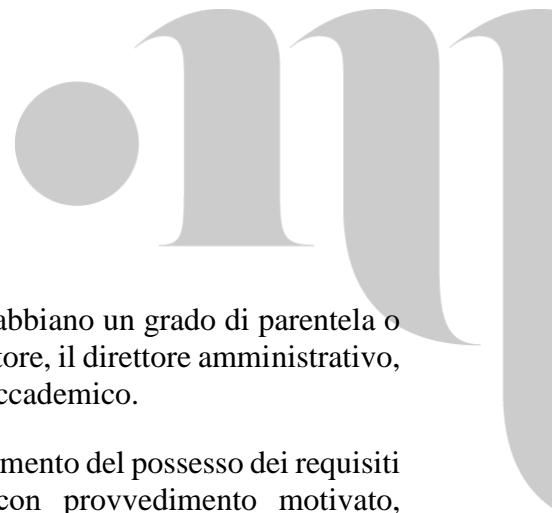 abbiano un grado di parentela o
tore, il direttore amministrativo,
ccademico.
mento del possesso dei requisiti
con provvedimento motivato,